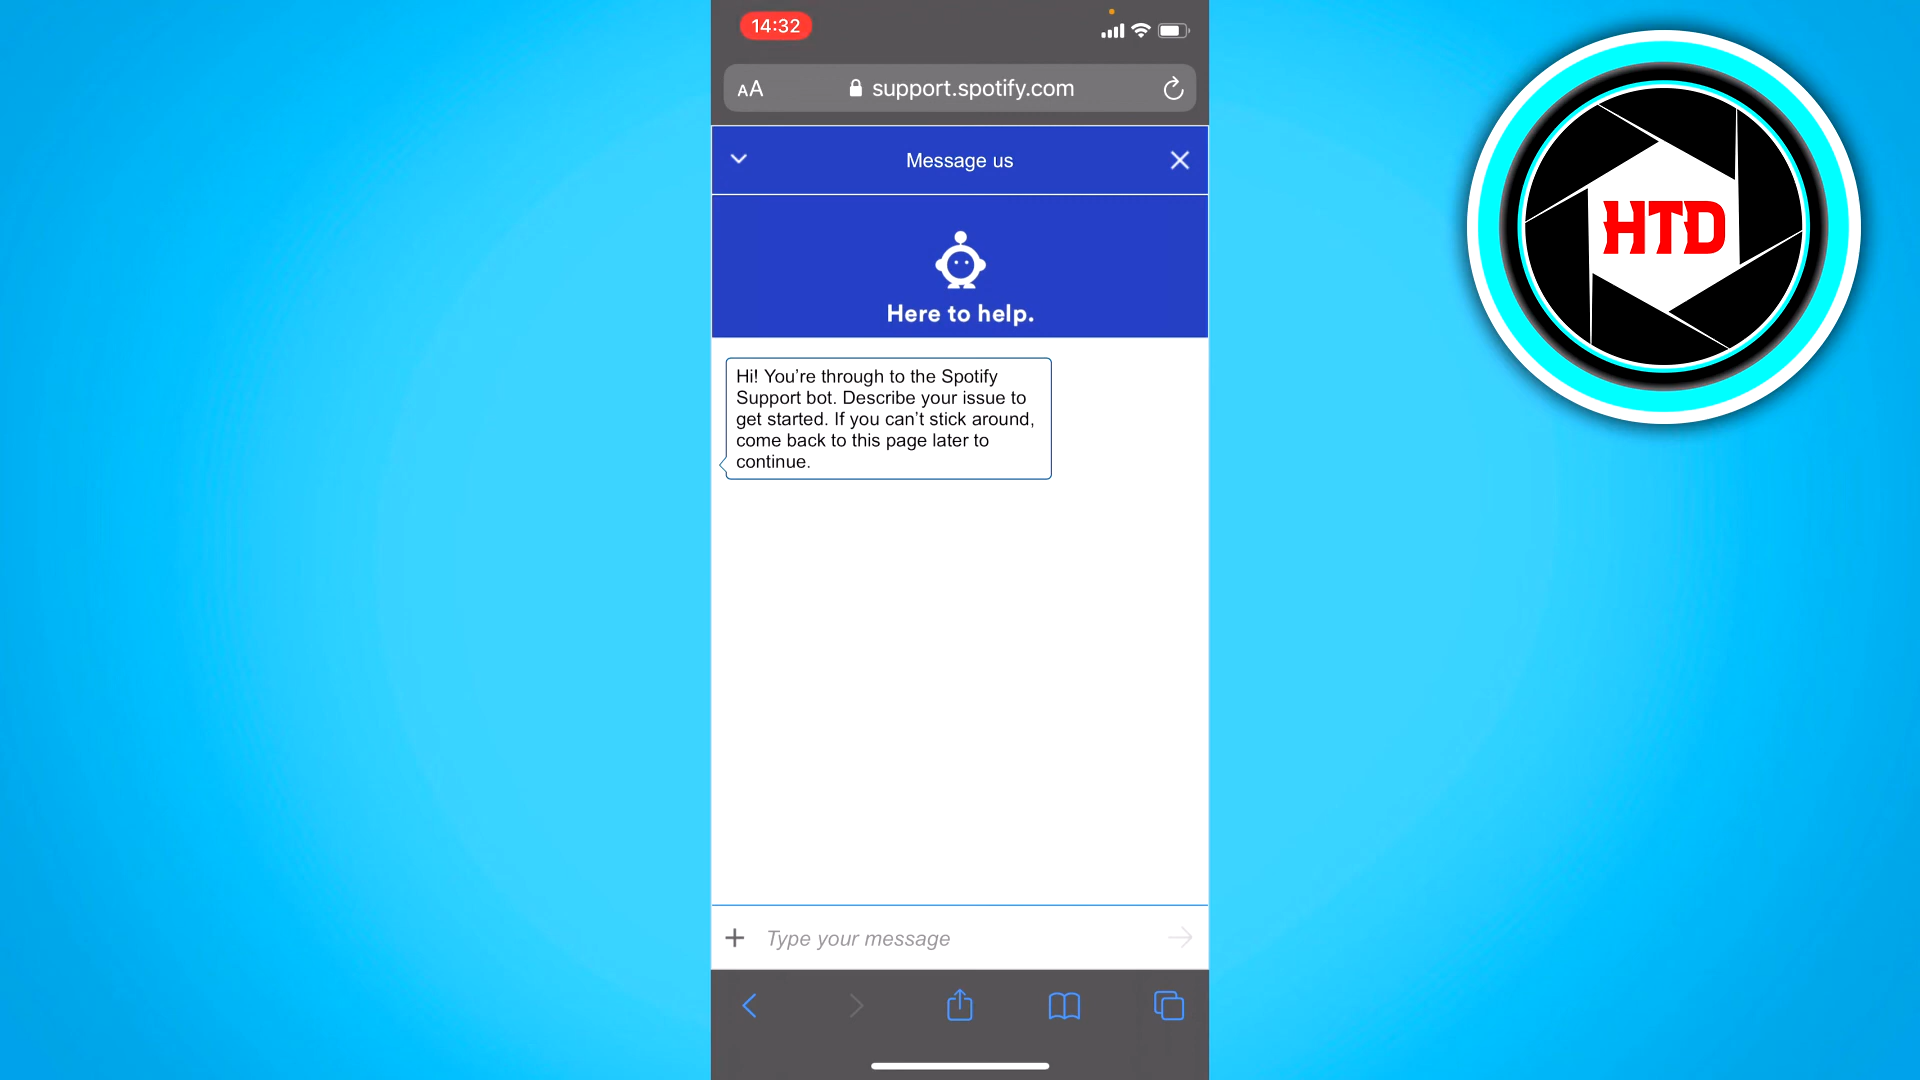 14:32
AA
support.spotify.com
Message us
Here to help.
Hi! You’re through to the Spotify
Support bot. Describe your issue to
get started. If you can’t stick around,
come back to this page later to
continue.
Type your message
HTD